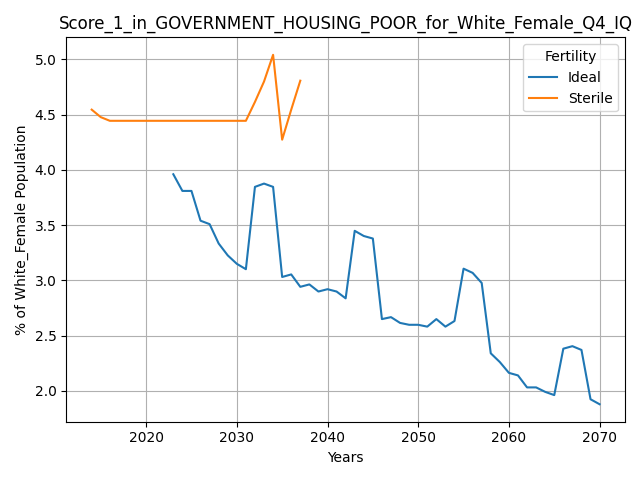 Score_1_in_GOVERNMENT_HOUSING_POOR_for_White_Female_Q4_IQ
Fertility
Ideal
Sterile
% of White_Female Population
5.0
4.5
4.0
3.5
3.0
2.5
2.0
2020
2030
2040
2050
2060
2070
Years